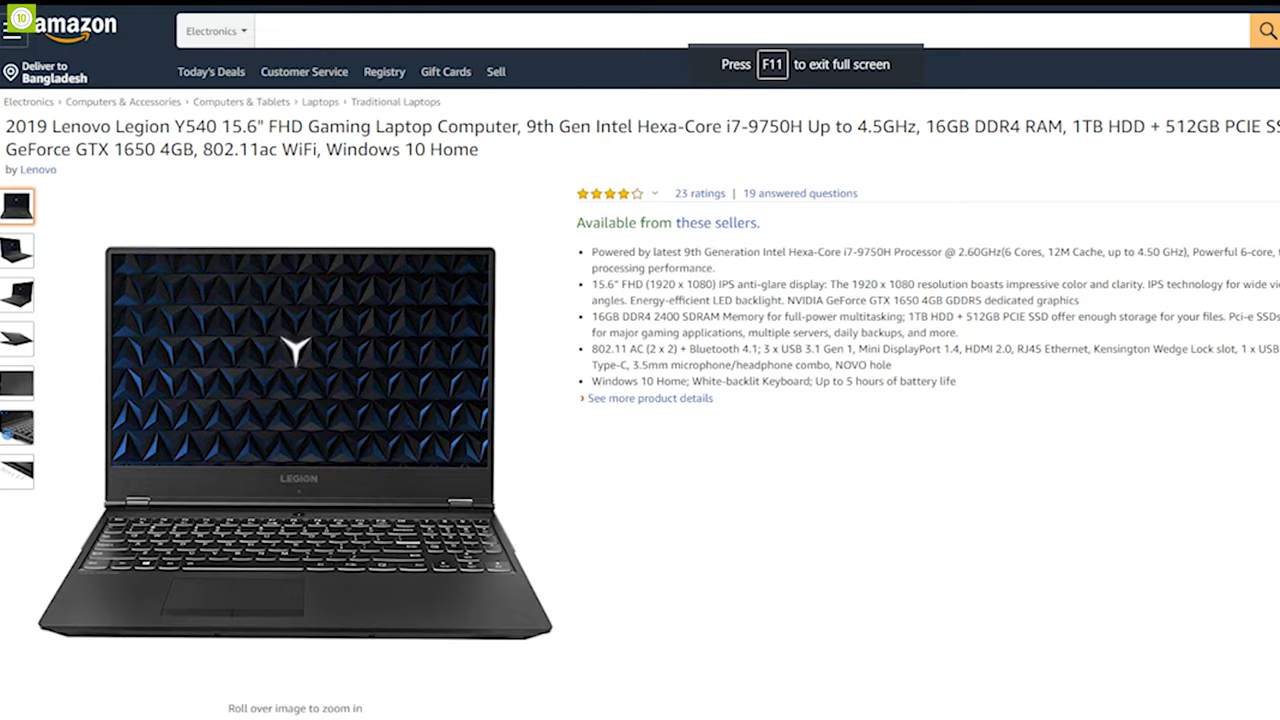 10
amazon
Electronics
Press F11 to exit full screen
Deliver to
Bangladesh
Today's Deals Customer Service Registry Gift Cards Sell
Electronics › Computers & Accessories › Computers & Tablets › Laptops › Traditional Laptops
2019 Lenovo Legion Y540 15.6" FHD Gaming Laptop Computer, 9th Gen Intel Hexa-Core i7-9750H Up to 4.5GHz, 16GB DDR4 RAM, 1TB HDD + 512GB PCIE
GeForce GTX 1650 4GB, 802.11ac WiFi, Windows 10 Home
by Lenovo
23 ratings | 19 answered questions
Available from these sellers.
• Powered by latest 9th Generation Intel Hexa-Core i7-9750H Processor @ 2.60GHz(6 Cores, 12M Cache, up to 4.50 GHz), Powerful 6-core,
processing performance.
• 15.6" FHD (1920 x 1080) IPS anti-glare display: The 1920 x 1080 resolution boasts impressive color and clarity. IPS technology for wide
angles. Energy-efficient LED backlight. NVIDIA GeForce GTX 1650 4GB GDDR5 dedicated graphics
• 16GB DDR4 2400 SDRAM Memory for full-power multitasking; 1TB HDD + 512GB PCIE SSD offer enough storage for your files. Pci-e SSDs
for major gaming applications, multiple servers, daily backups, and more.
• 802.11 AC (2 x 2) + Bluetooth 4.1; 3 x USB 3.1 Gen 1, Mini DisplayPort 1.4, HDMI 2.0, RJ45 Ethernet, Kensington Wedge Lock slot, 1 x USB
Type-C, 3.5mm microphone/headphone combo, NOVO hole
• Windows 10 Home; White-backlit Keyboard; Up to 5 hours of battery life
› See more product details
LEGION
Roll over image to zoom in